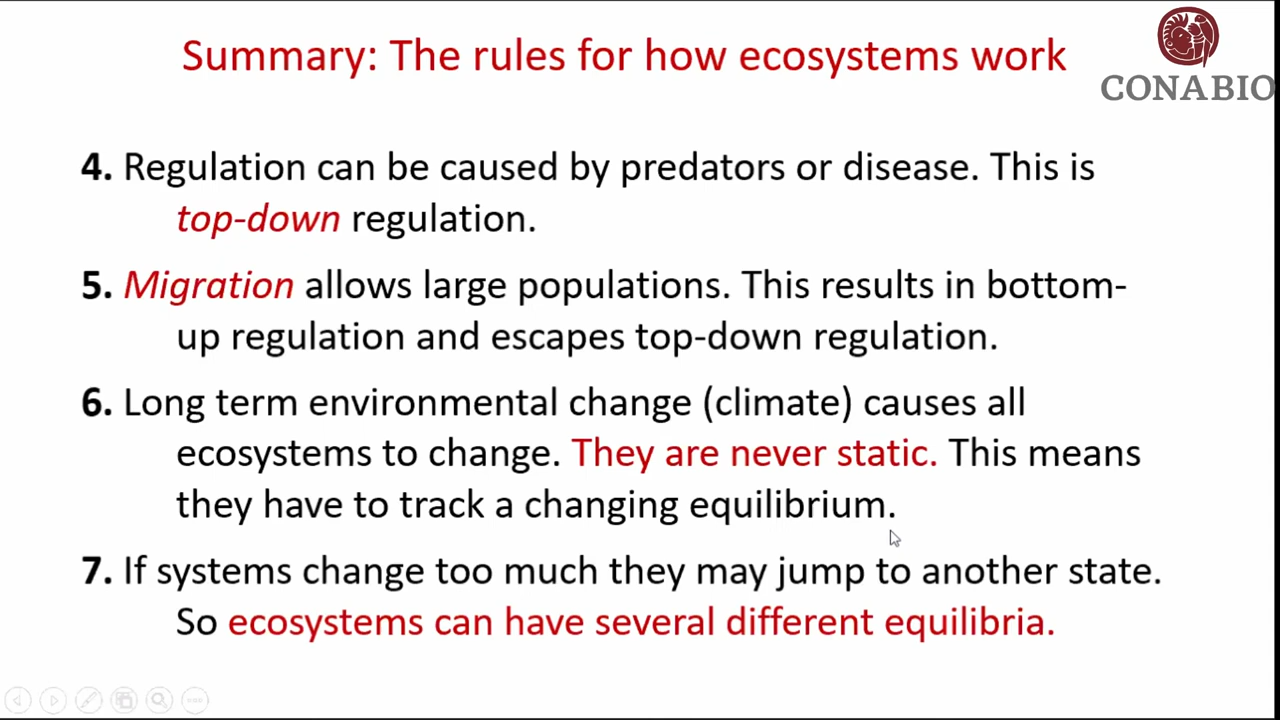 Summary: The rules for how ecosystems work
CONABIO
4. Regulation can be caused by predators or disease. This is
top-down regulation.
5. Migration allows large populations. This results in bottom-
up regulation and escapes top-down regulation.
6. Long term environmental change (climate) causes all
ecosystems to change. They are never static. This means
they have to track a changing equilibrium.
7. If systems change too much they may jump to another state.
So ecosystems can have several different equilibria.